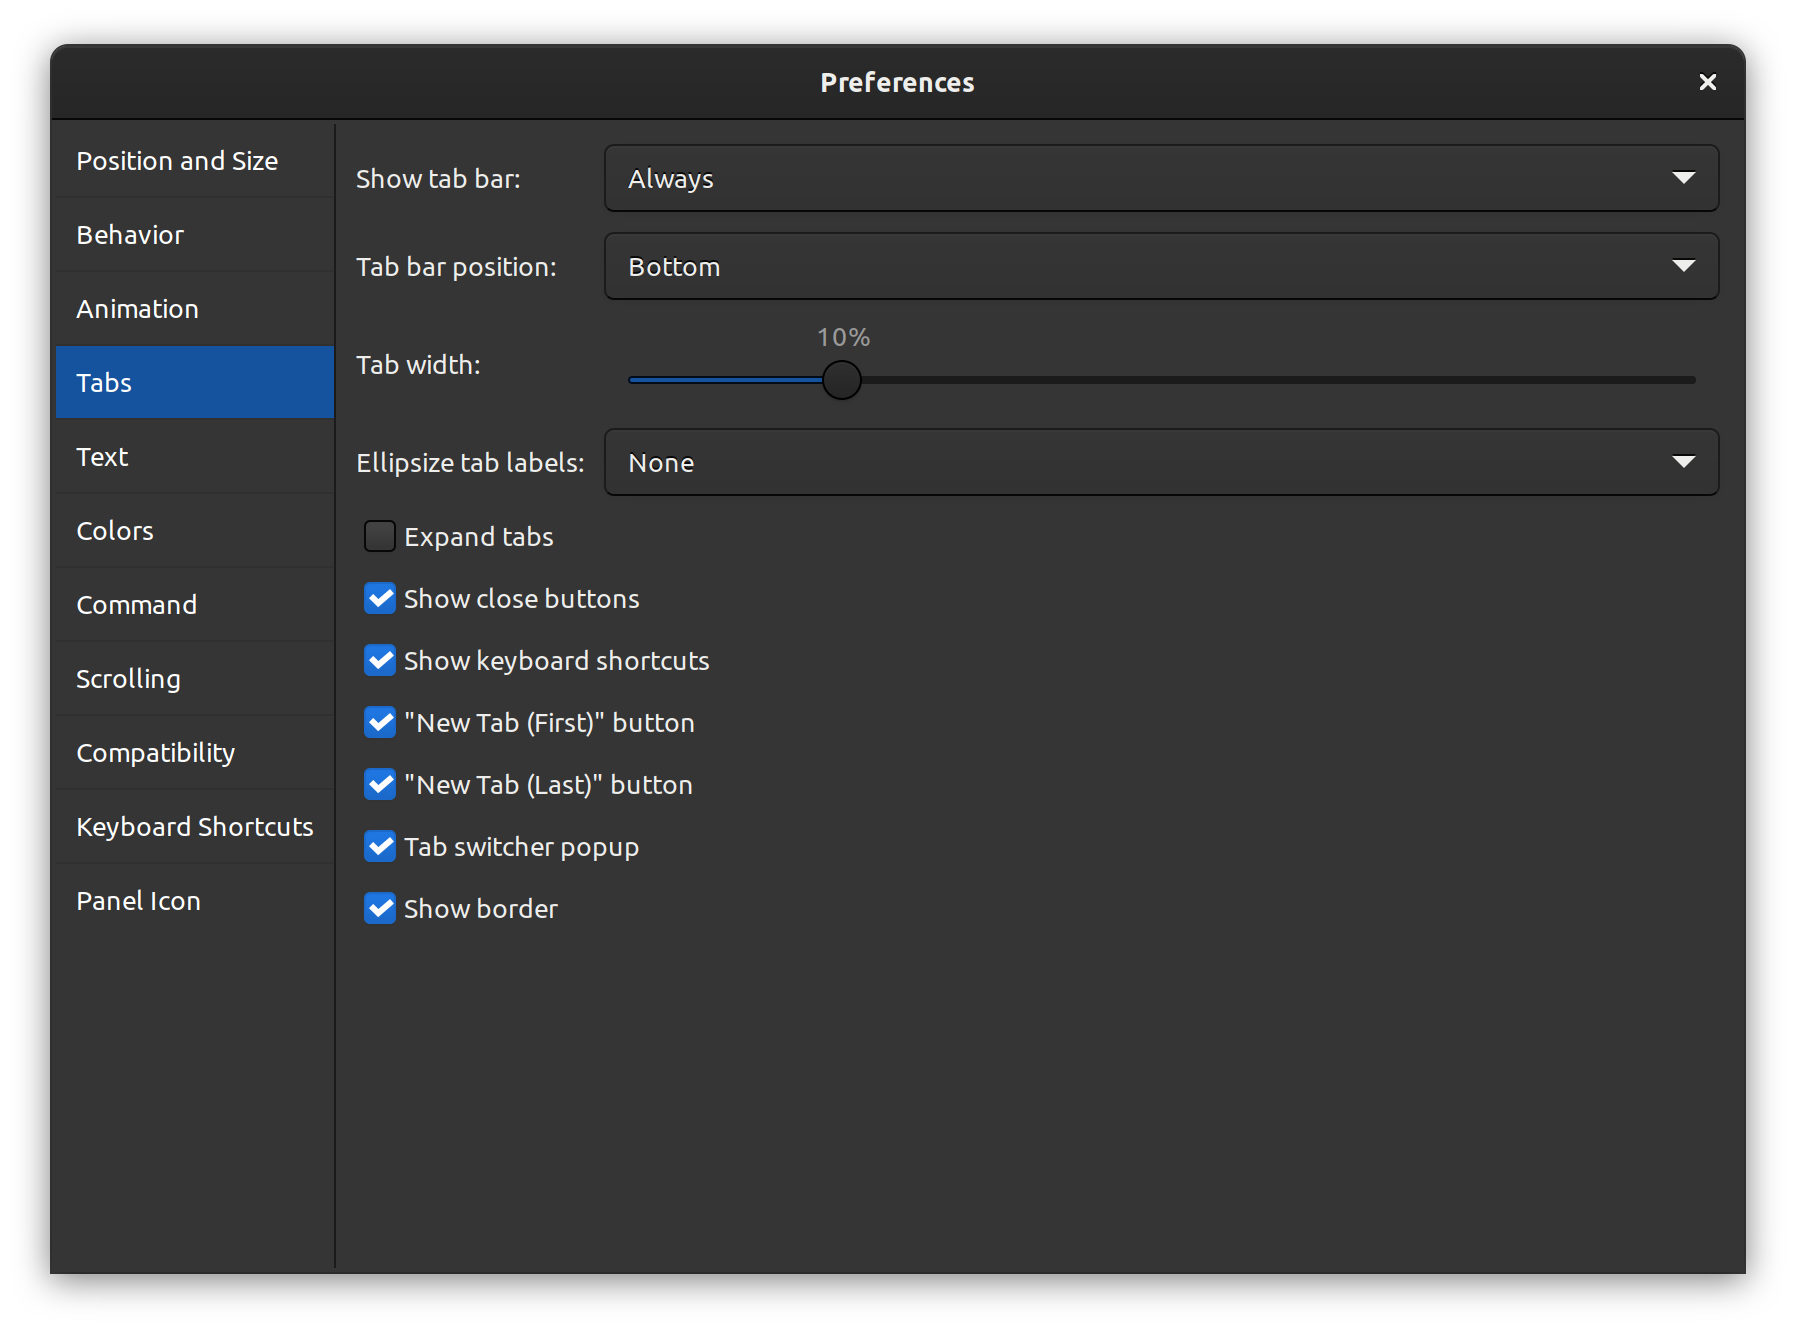 Preferences
Position and Size
Behavior
Animation
Tabs
Text
Colors
Command
Scrolling
Compatibility
Keyboard Shortcuts
Panel Icon
Show tab bar: Always
Tab bar position: Bottom
10%
Tab width:
Ellipsize tab labels: None
Expand tabs
Show close buttons
Show keyboard shortcuts
"New Tab (First)" button
"New Tab (Last)" button
Tab switcher popup
Show border